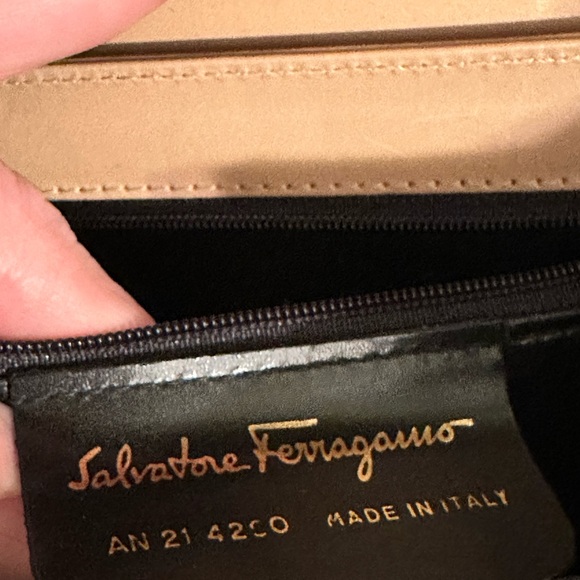 Salvatore Ferragamo
AN 21 MADE IN ITALY